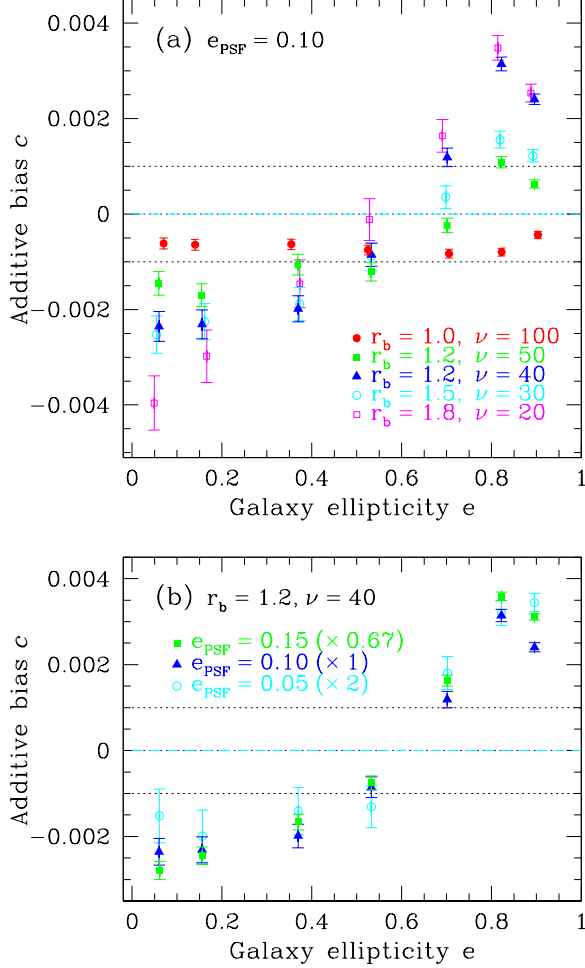 (a) e_PSF = 0.10
0.004
0.002
0
−0.002
−0.004
Additive bias c
r_b = 1.0, ν = 100
r_b = 1.2, ν = 50
r_b = 1.2, ν = 40
r_b = 1.5, ν = 30
r_b = 1.8, ν = 20
0 0.2 0.4 0.6 0.8 1
Galaxy ellipticity e
(b) r_b = 1.2, ν = 40
e_PSF = 0.15 (× 0.67)
e_PSF = 0.10 (× 1)
e_PSF = 0.05 (× 2)
0.004
0.002
0
−0.002
Additive bias c
0 0.2 0.4 0.6 0.8 1
Galaxy ellipticity e